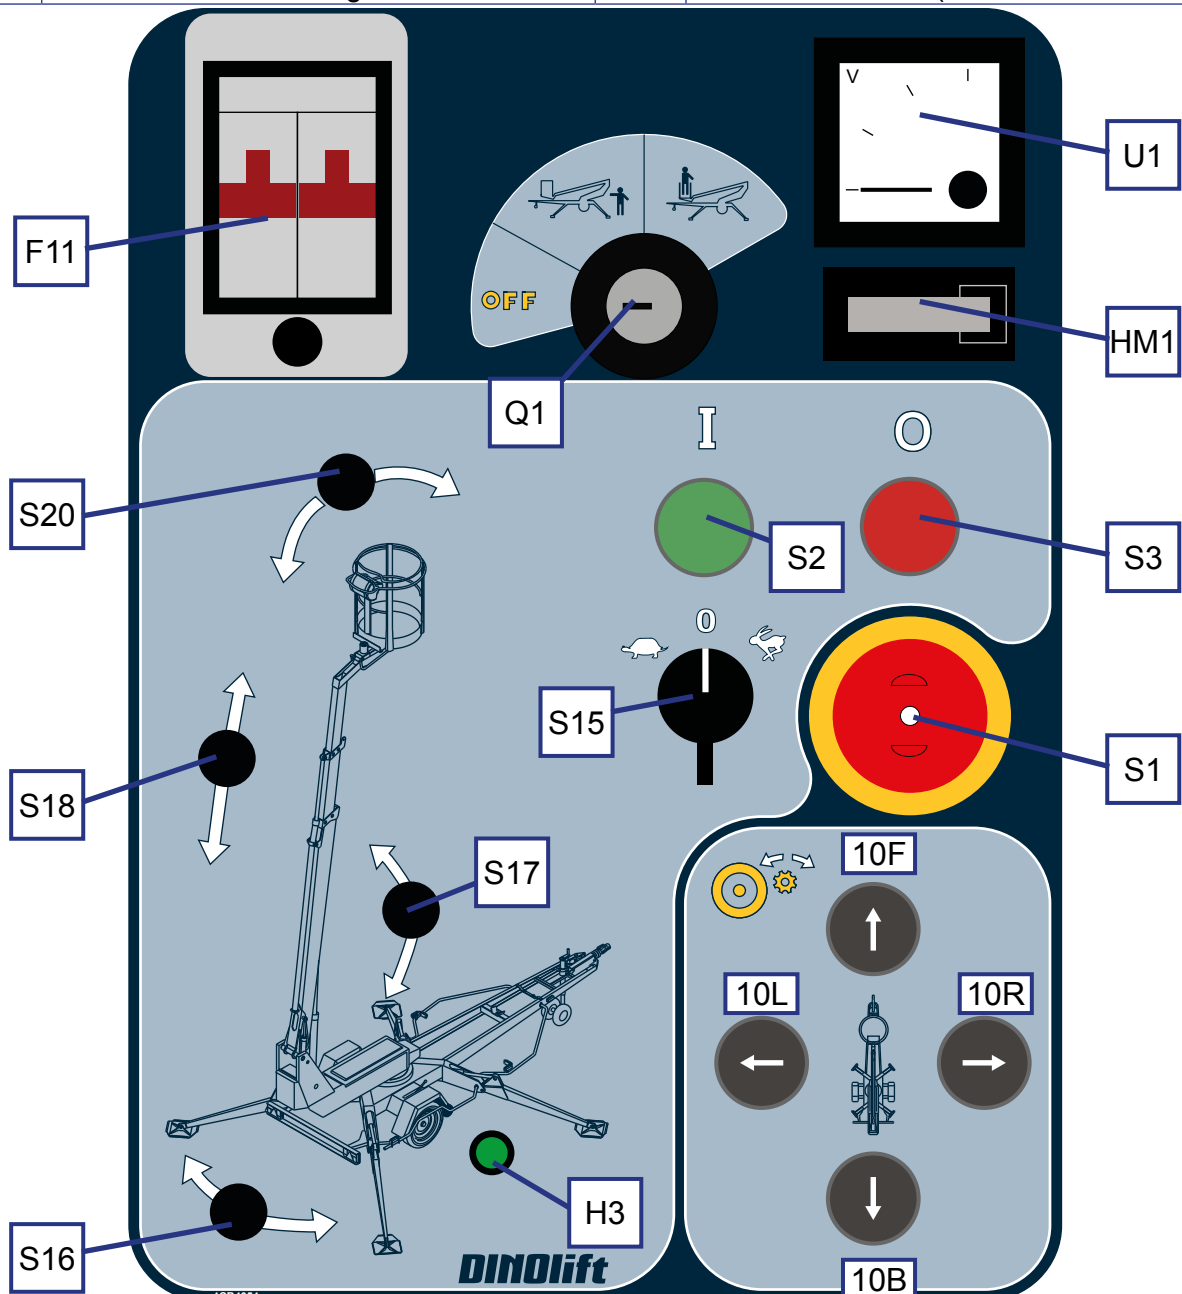 V I
U1
F11
OFF
HM1
Q1
I O
S20
S2
S3
0
S15
S1
S18
10F
S17
10L
10R
H3
S16
DINOlift
10B